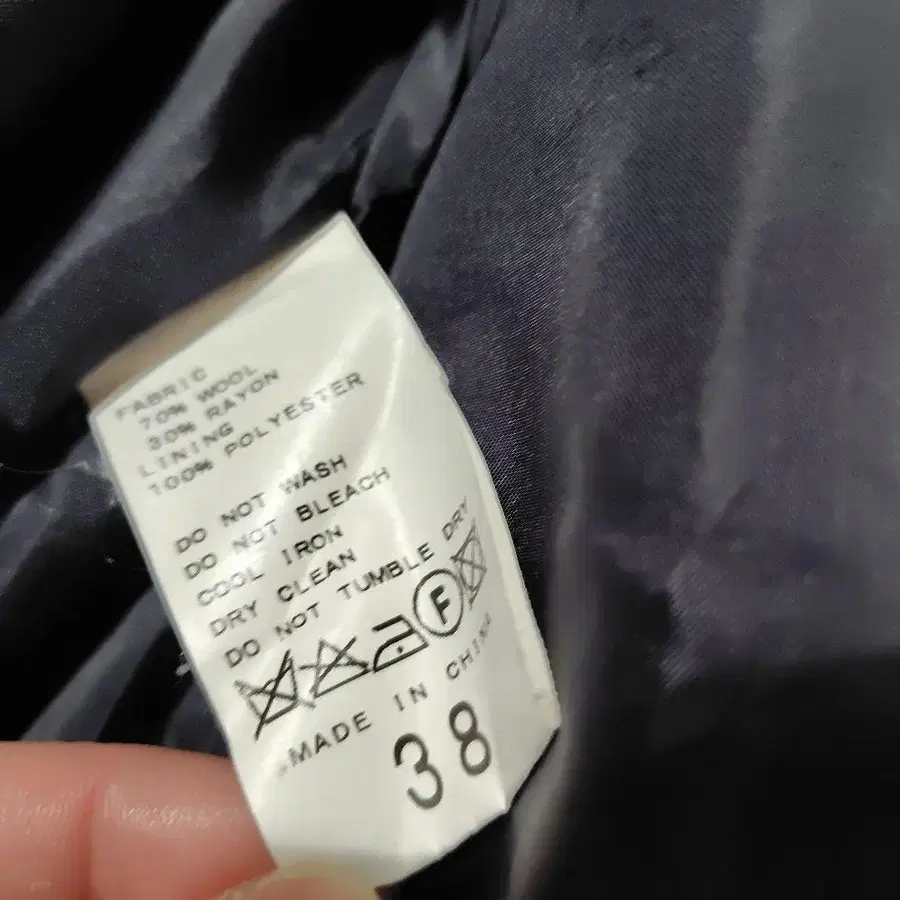 FABRIC
70% WOOL
30% RAYON
LINING
100% POLYESTER
DO NOT WASH
DO NOT BLEACH
COOL IRON
DRY CLEAN
DO NOT TUMBLE DRY
F
MADE IN CHINA
38